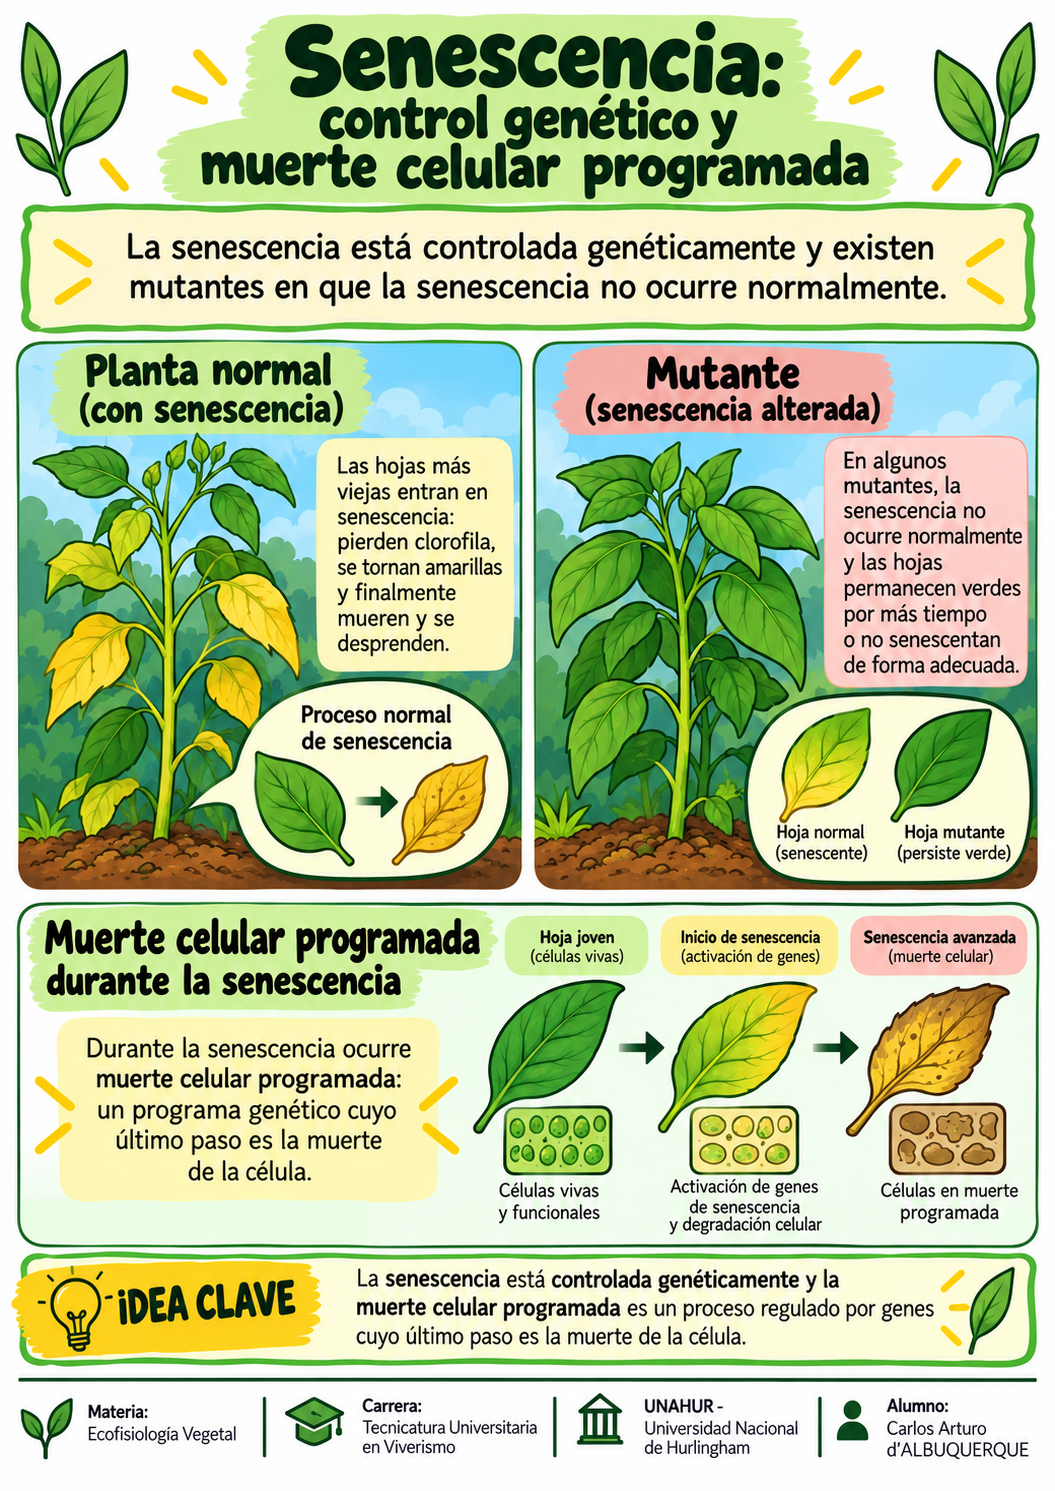 Senescencia:
control genético y
muerte celular programada
La senescencia está controlada genéticamente y existen
mutantes en que la senescencia no ocurre normalmente.
Planta normal
(con senescencia)
Las hojas más
viejas entran en
senescencia:
pierden clorofila,
se tornan amarillas
y finalmente
mueren y se
desprenden.
Proceso normal
de senescencia
Mutante
(senescencia alterada)
En algunos
mutantes, la
senescencia no
ocurre normalmente
y las hojas
permanecen verdes
por más tiempo
o no senescentan
de forma adecuada.
Hoja normal
(senescente)
Hoja mutante
(persiste verde)
Muerte celular programada
durante la senescencia
Durante la senescencia ocurre
muerte celular programada:
un programa genético cuyo
último paso es la muerte
de la célula.
Hoja joven
(células vivas)
Inicio de senescencia
(activación de genes)
Senescencia avanzada
(muerte celular)
Células vivas
y funcionales
Activación de genes
de senescencia
y degradación celular
Células en muerte
programada
iDEA CLAVE
La senescencia está controlada genéticamente y la
muerte celular programada es un proceso regulado por genes
cuyo último paso es la muerte de la célula.
Materia:
Ecofisiología Vegetal
Carrera:
Tecnicatura Universitaria
en Viverismo
UNAHUR -
Universidad Nacional
de Hurlingham
Alumno:
Carlos Arturo
d'ALBUQUERQUE